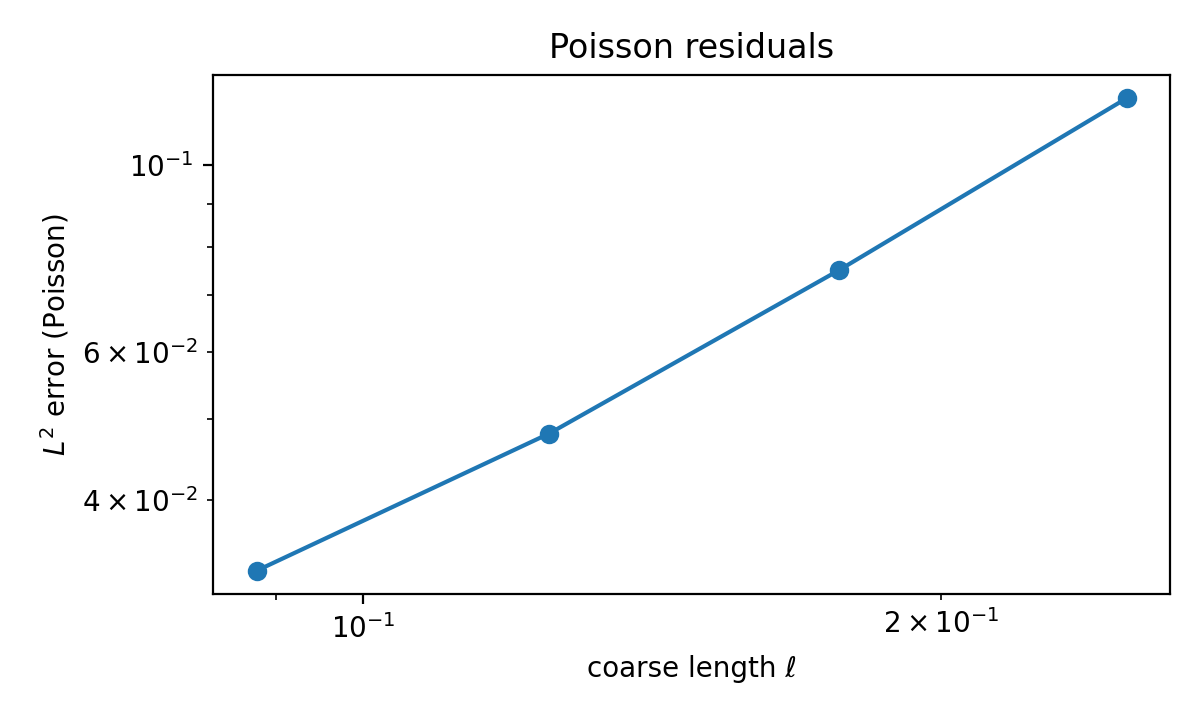 Poisson residuals
10⁻¹
6 × 10⁻²
4 × 10⁻²
L² error (Poisson)
10⁻¹
2 × 10⁻¹
coarse length ℓ